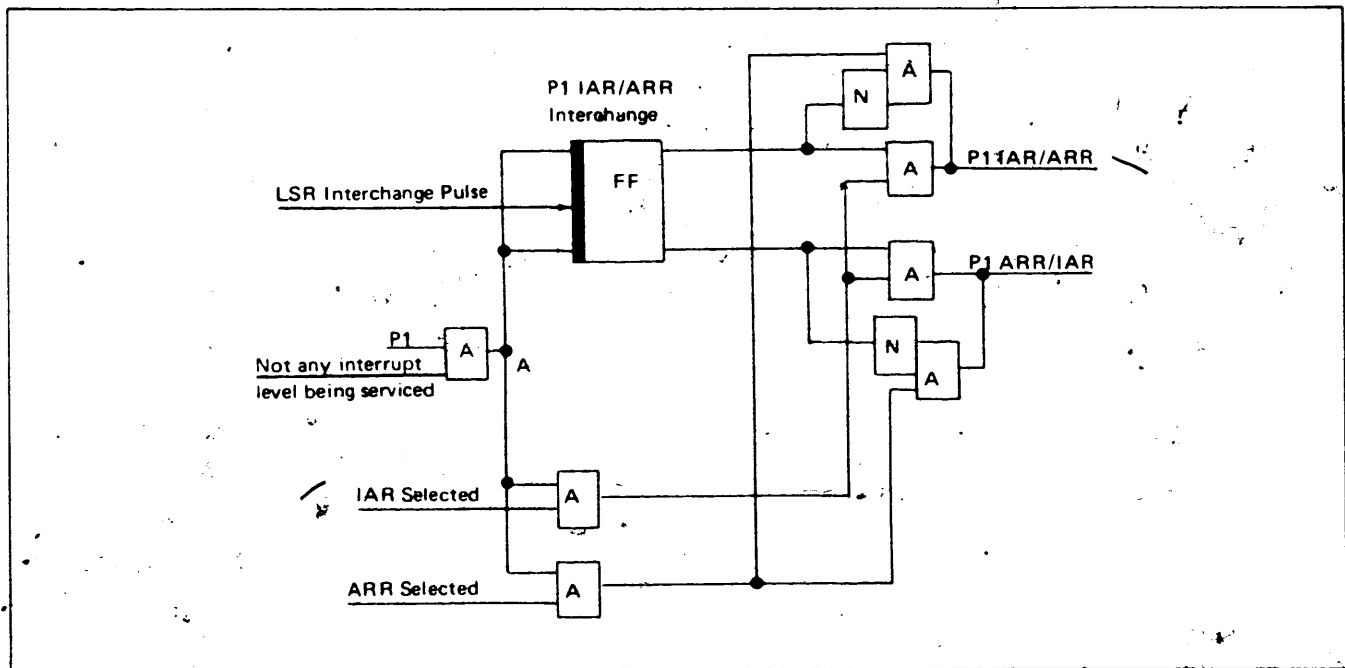 A
P1 IAR/ARR
Interchange
N
FF
A
P1 IAR/ARR
LSR Interchange Pulse
A
P1 ARR/IAR
P1
A
A
N
Not any interrupt
level being serviced
A
IAR Selected
A
ARR Selected
A